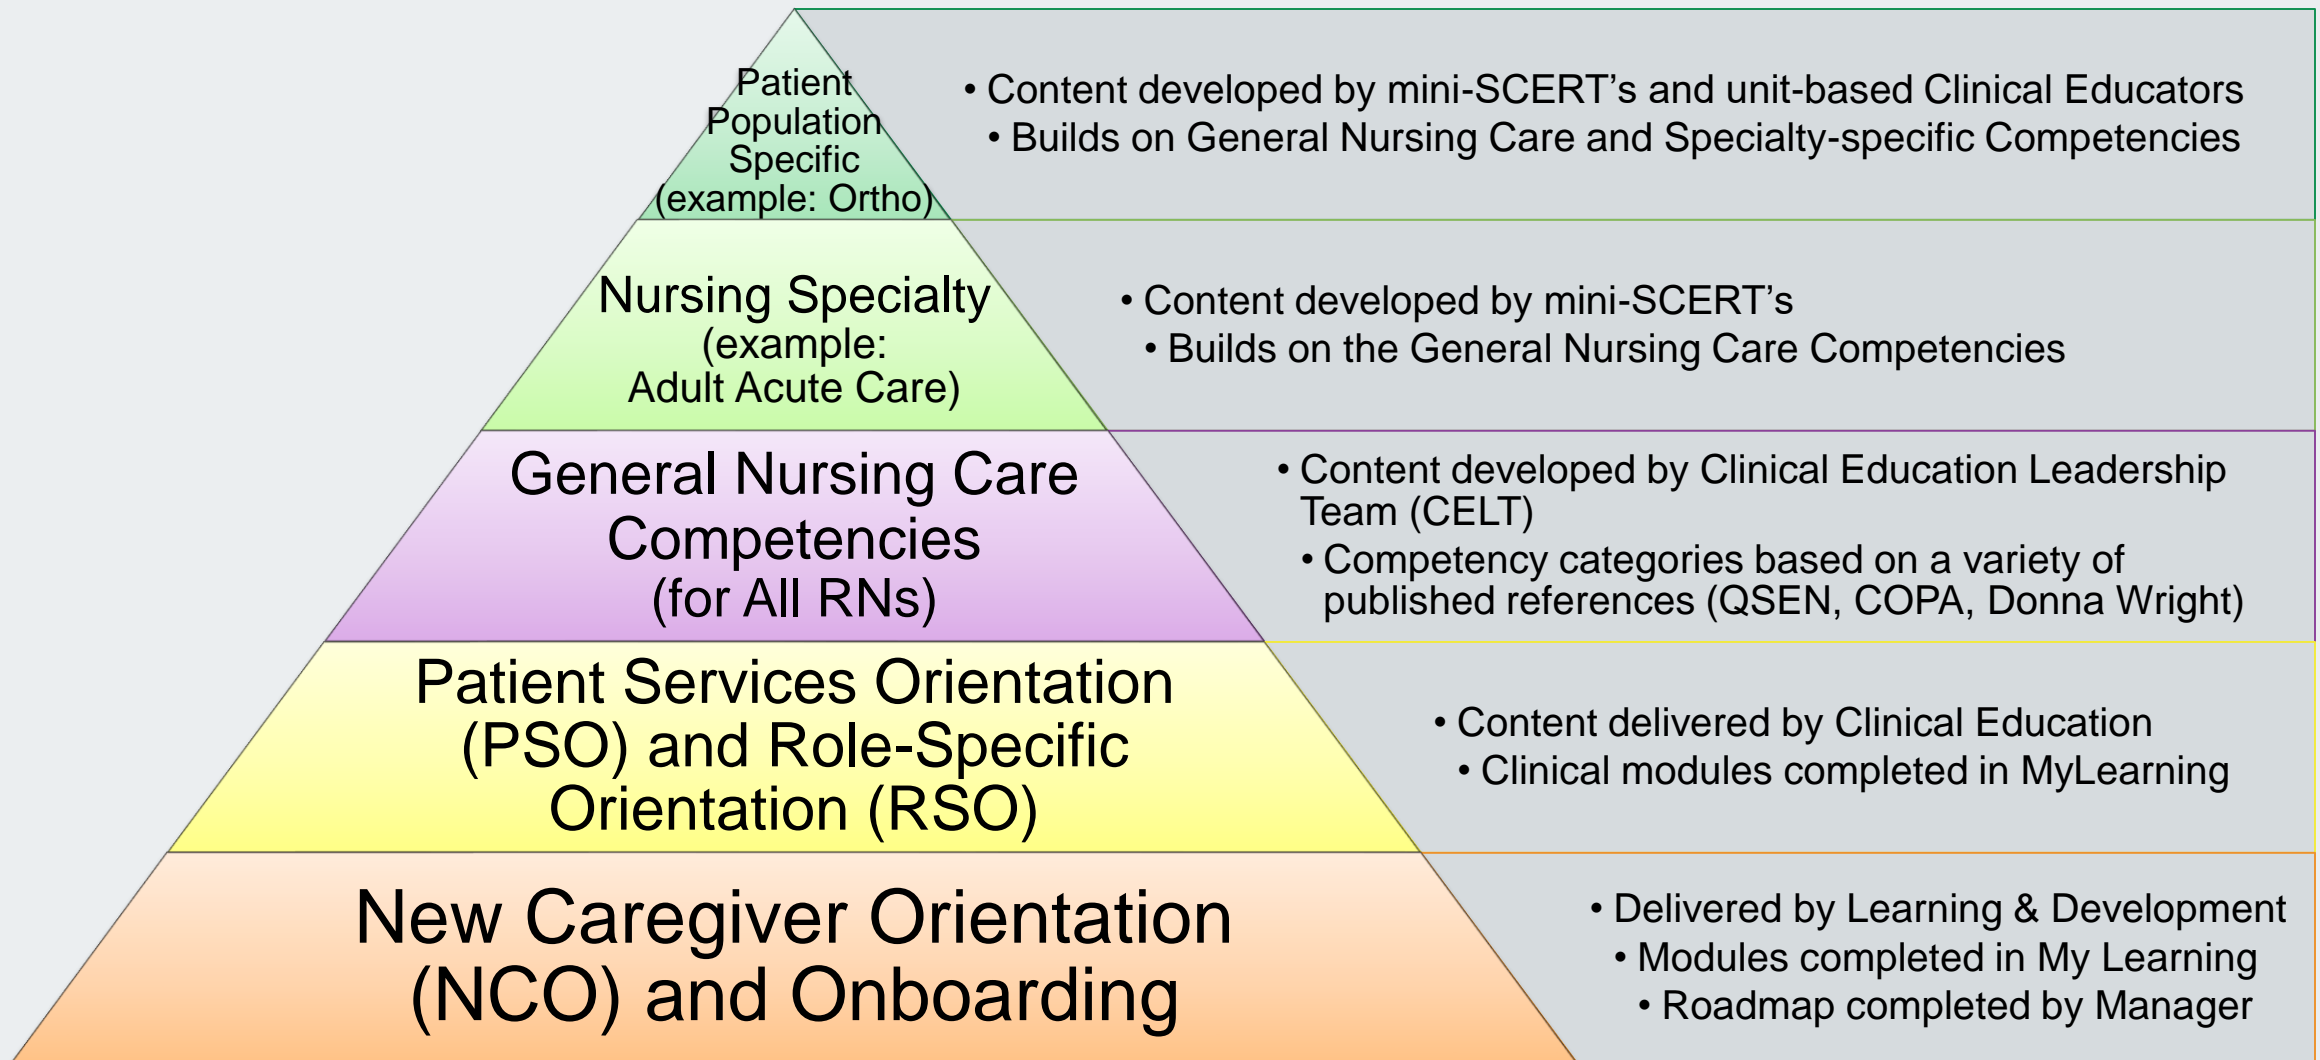 Patient
Population
Specific
(example: Ortho)
• Content developed by mini-SCERT’s and unit-based Clinical Educators
• Builds on General Nursing Care and Specialty-specific Competencies
Nursing Specialty
(example:
Adult Acute Care)
• Content developed by mini-SCERT’s
• Builds on the General Nursing Care Competencies
General Nursing Care
Competencies
(for All RNs)
• Content developed by Clinical Education Leadership
Team (CELT)
• Competency categories based on a variety of
published references (QSEN, COPA, Donna Wright)
Patient Services Orientation
(PSO) and Role-Specific
Orientation (RSO)
• Content delivered by Clinical Education
• Clinical modules completed in MyLearning
New Caregiver Orientation
(NCO) and Onboarding
• Delivered by Learning & Development
• Modules completed in My Learning
• Roadmap completed by Manager